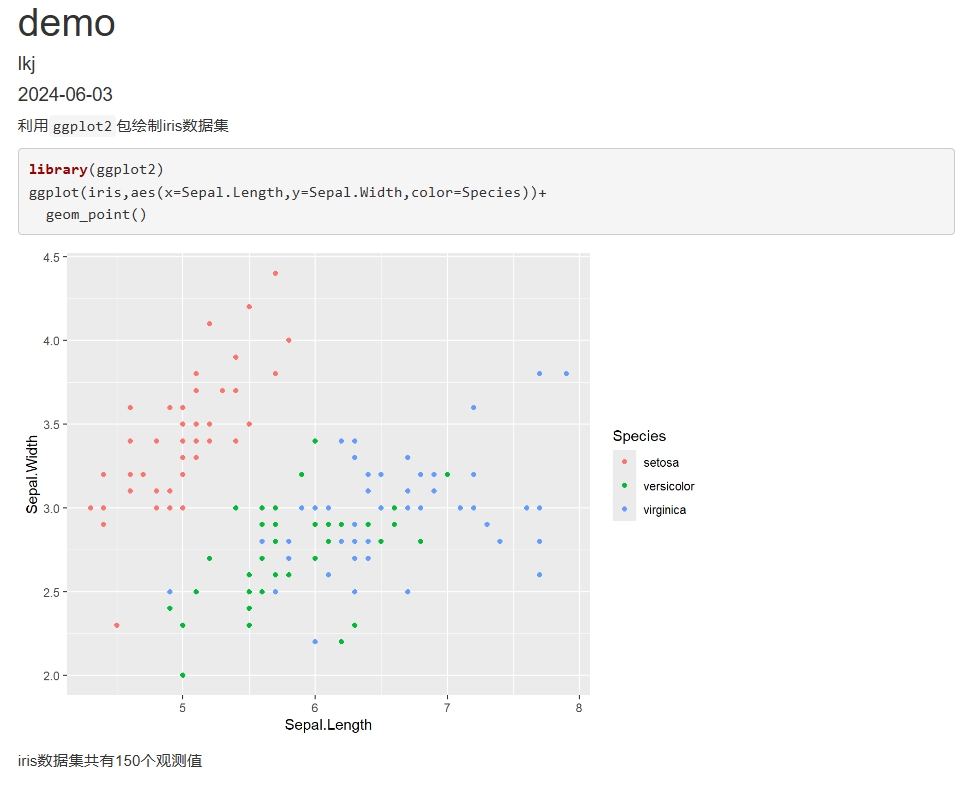 demo
lkj
2024-06-03
利用 ggplot2 包绘制iris数据集
library(ggplot2)
ggplot(iris,aes(x=Sepal.Length,y=Sepal.Width,color=Species))+
  geom_point()
4.5
4.0
3.5
3.0
2.5
2.0
Sepal.Width
5 6 7 8
Sepal.Length
Species
setosa
versicolor
virginica
iris数据集共有150个观测值